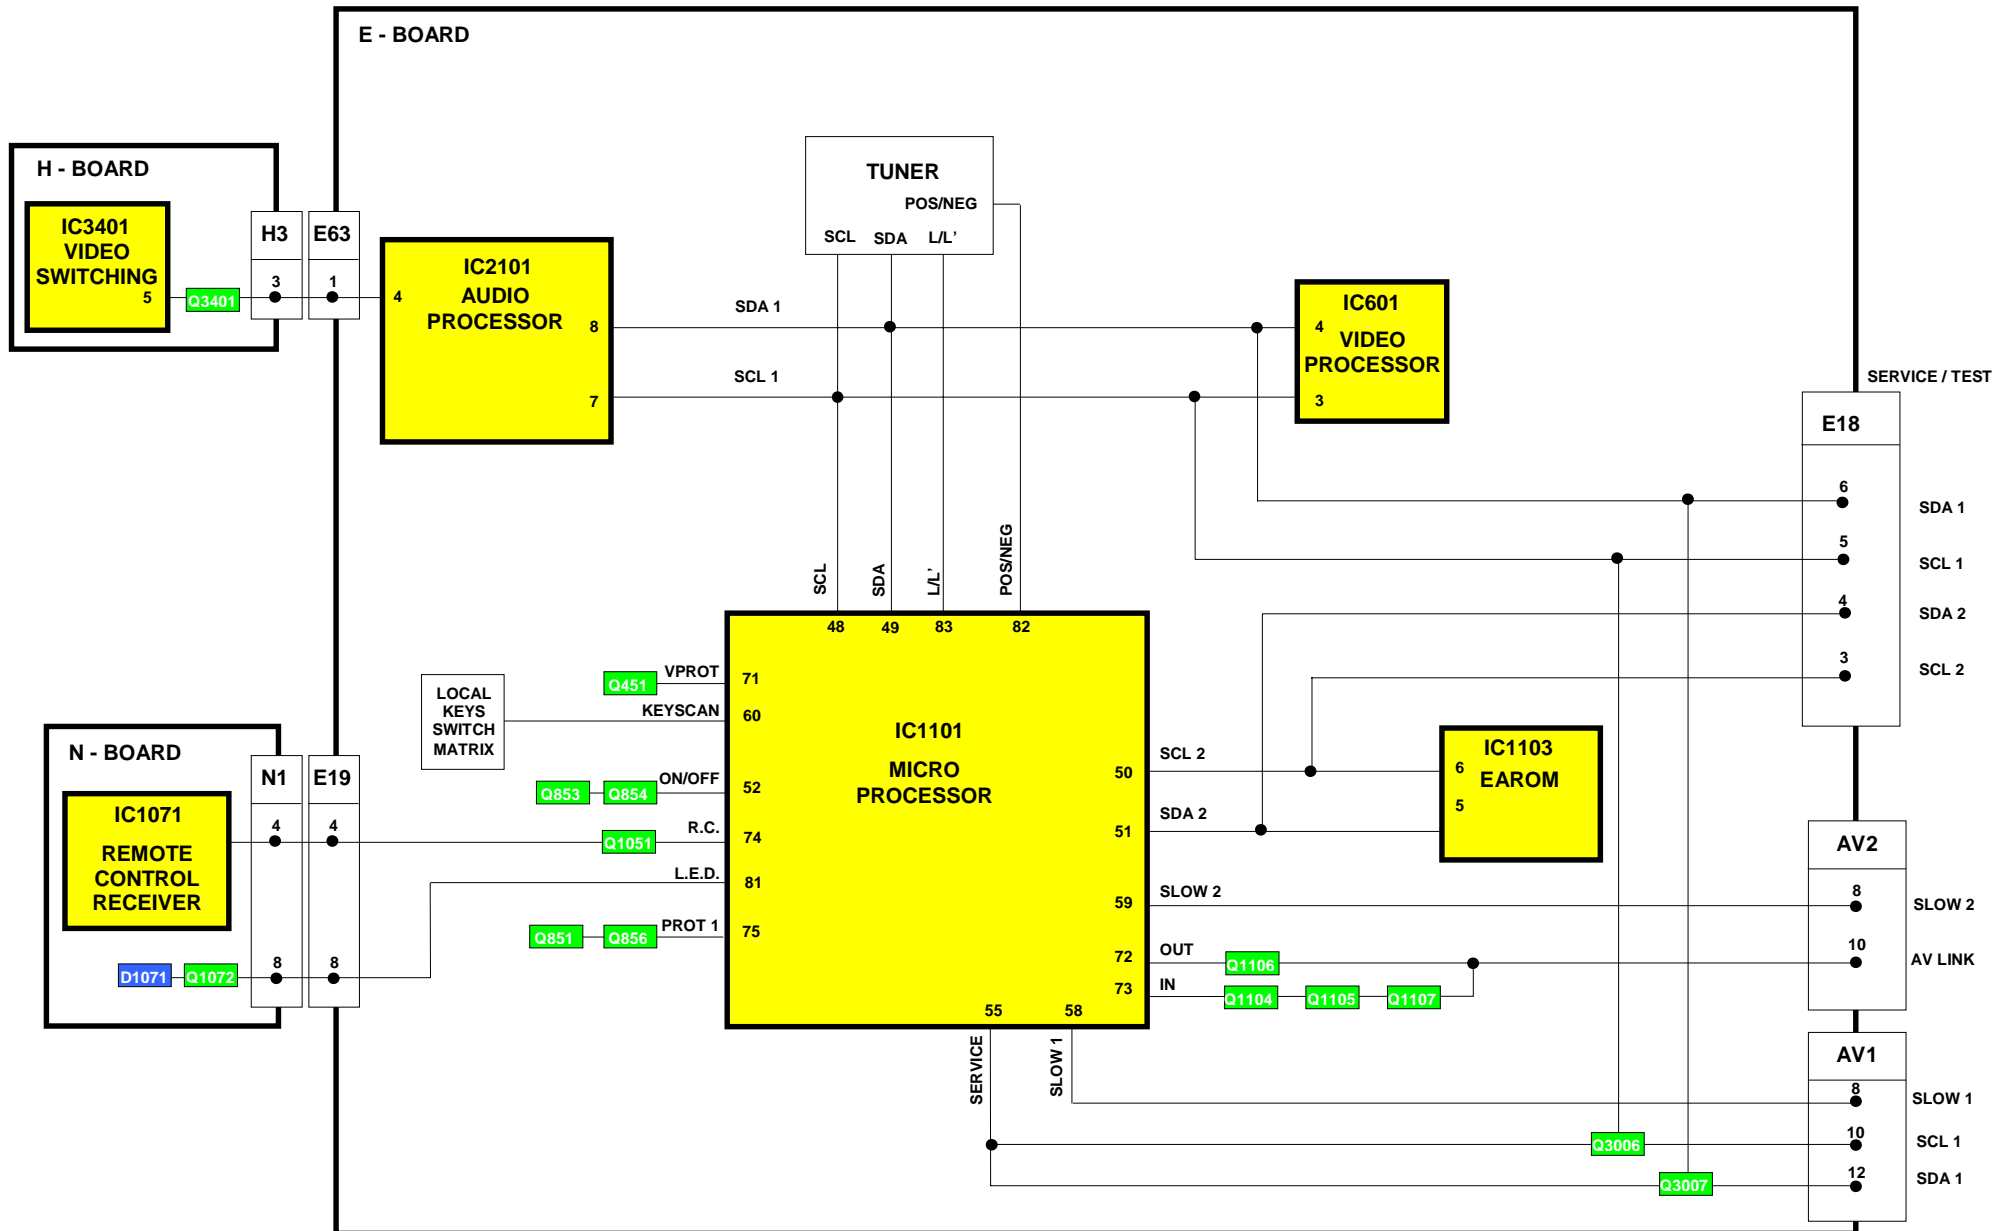 E - BOARD
H - BOARD
IC3401
VIDEO
SWITCHING
5
Q3401
H3
3
E63
1
IC2101
AUDIO
PROCESSOR
4
8
7
TUNER
POS/NEG
SCL
SDA
L/L'
SDA 1
SCL 1
IC601
VIDEO
PROCESSOR
4
3
SERVICE / TEST
E18
6
SDA 1
5
SCL 1
4
SDA 2
3
SCL 2
SCL
SDA
L/L'
POS/NEG
48
49
83
82
IC1101
MICRO
PROCESSOR
LOCAL
KEYS
SWITCH
MATRIX
Q451
VPROT
71
KEYSCAN
60
Q853
Q854
ON/OFF
52
Q1051
R.C.
74
L.E.D.
81
Q851
Q856
PROT 1
75
N - BOARD
IC1071
REMOTE
CONTROL
RECEIVER
D1071
Q1072
N1
4
8
E19
4
8
50
SCL 2
51
SDA 2
IC1103
EAROM
6
5
59
SLOW 2
72
OUT
Q1106
73
IN
Q1104
Q1105
Q1107
55
58
SERVICE
SLOW 1
AV2
8
SLOW 2
10
AV LINK
AV1
8
SLOW 1
10
SCL 1
12
SDA 1
Q3006
Q3007